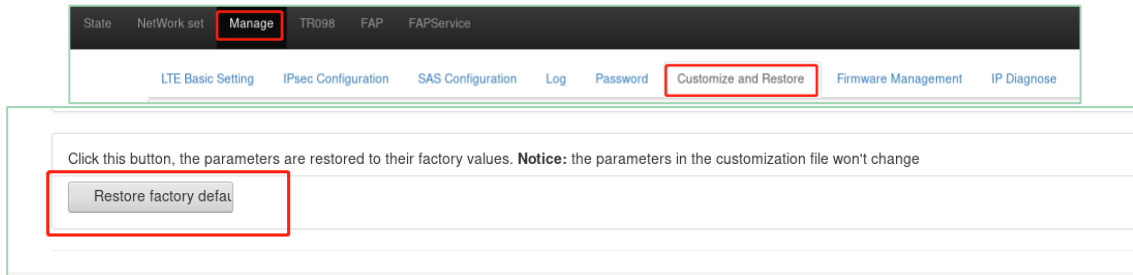 State NetWork set Manage TR098 FAP FAPService
LTE Basic Setting IPsec Configuration SAS Configuration Log Password Customize and Restore Firmware Management IP Diagnose
Click this button, the parameters are restored to their factory values. Notice: the parameters in the customization file won't change
Restore factory defau